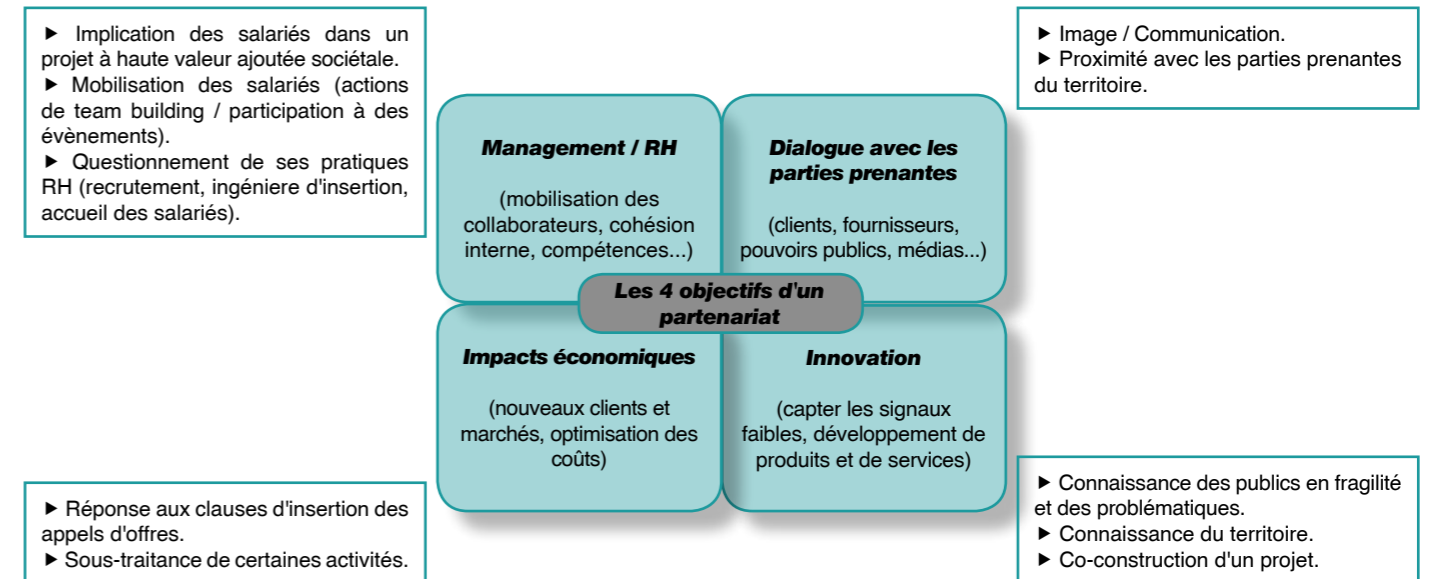 ▶ Implication des salariés dans un
projet à haute valeur ajoutée sociétale.
▶ Mobilisation des salariés (actions
de team building / participation à des
évènements).
▶ Questionnement de ses pratiques
RH (recrutement, ingéniere d'insertion,
accueil des salariés).
▶ Image / Communication.
▶ Proximité avec les parties prenantes
du territoire.
Management / RH
(mobilisation des
collaborateurs, cohésion
interne, compétences...)
Dialogue avec les
parties prenantes
(clients, fournisseurs,
pouvoirs publics, médias...)
Les 4 objectifs d'un
partenariat
Impacts économiques
(nouveaux clients et
marchés, optimisation des
coûts)
Innovation
(capter les signaux
faibles, développement de
produits et de services)
▶ Réponse aux clauses d'insertion des
appels d'offres.
▶ Sous-traitance de certaines activités.
▶ Connaissance des publics en fragilité
et des problématiques.
▶ Connaissance du territoire.
▶ Co-construction d'un projet.